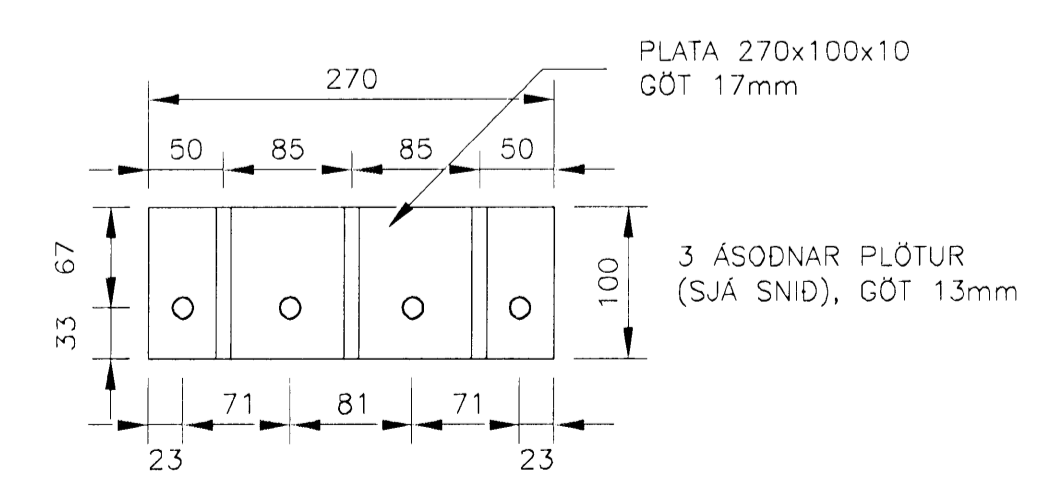 PLATA 270x100x10
GÖT 17mm
270
50 85 85 50
67
33
100
3 ÁSOÐNAR PLÖTUR
(SJÁ SNIÐ), GÖT 13mm
71 81 71
23 23